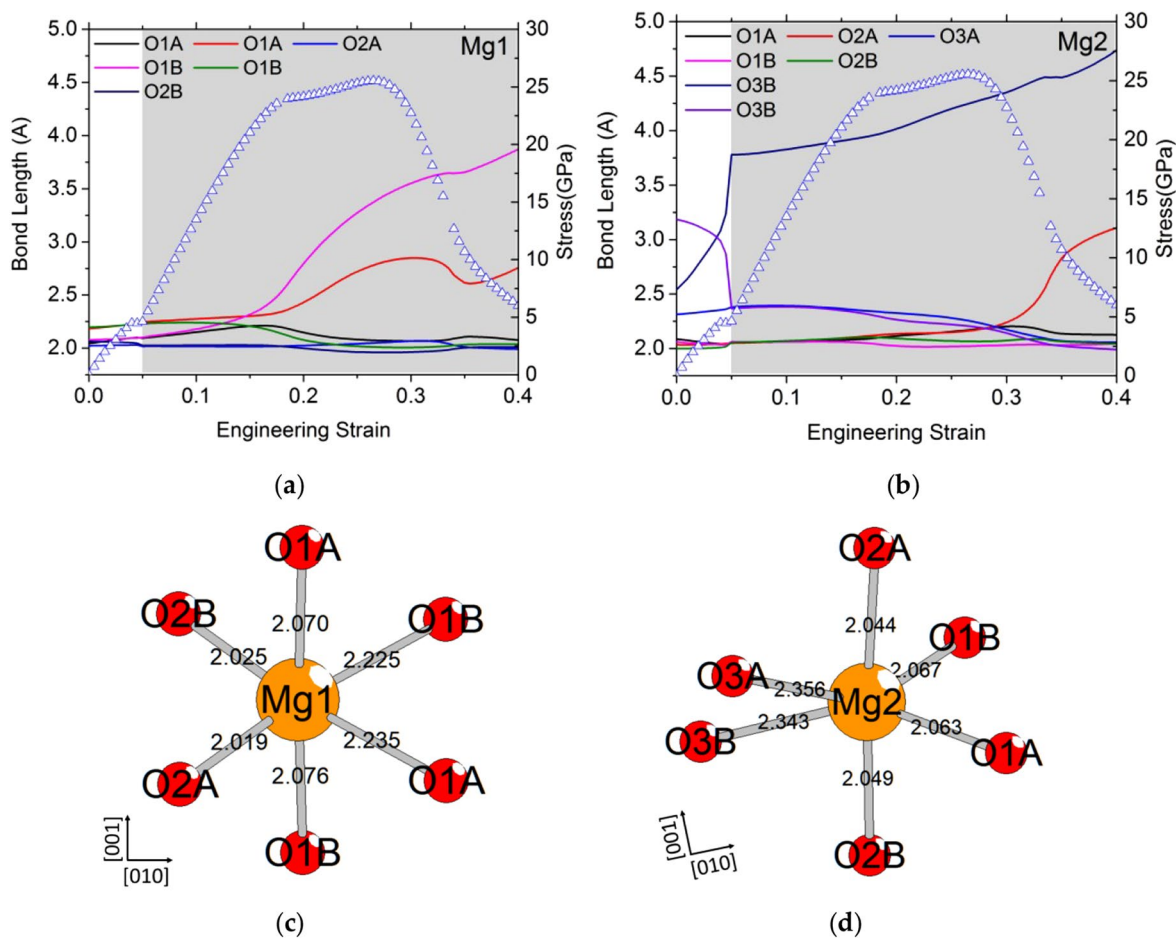 5.0
4.5
4.0
3.5
3.0
2.5
2.0
Bond Length (A)
O1A O1A O2A
O1B O1B
O2B
Mg1
30
25
20
15
10
5
0
Stress(GPa)
0.0 0.1 0.2 0.3 0.4
Engineering Strain
(a)
5.0
4.5
4.0
3.5
3.0
2.5
2.0
Bond Length (A)
O1A O2A O3A
O1B O2B
O3B
O3B
Mg2
30
25
20
15
10
5
0
Stress(GPa)
0.0 0.1 0.2 0.3 0.4
Engineering Strain
(b)
O1A
O2B O1B
2.070
2.025 2.225
Mg1
2.019 2.235
2.076
O2A O1A
O1B
[001]
[010]
(c)
O2A
2.044
O1B
2.067
O3A
2.356
Mg2
2.343
O3B
2.063
O1A
2.049
O2B
[001]
[010]
(d)